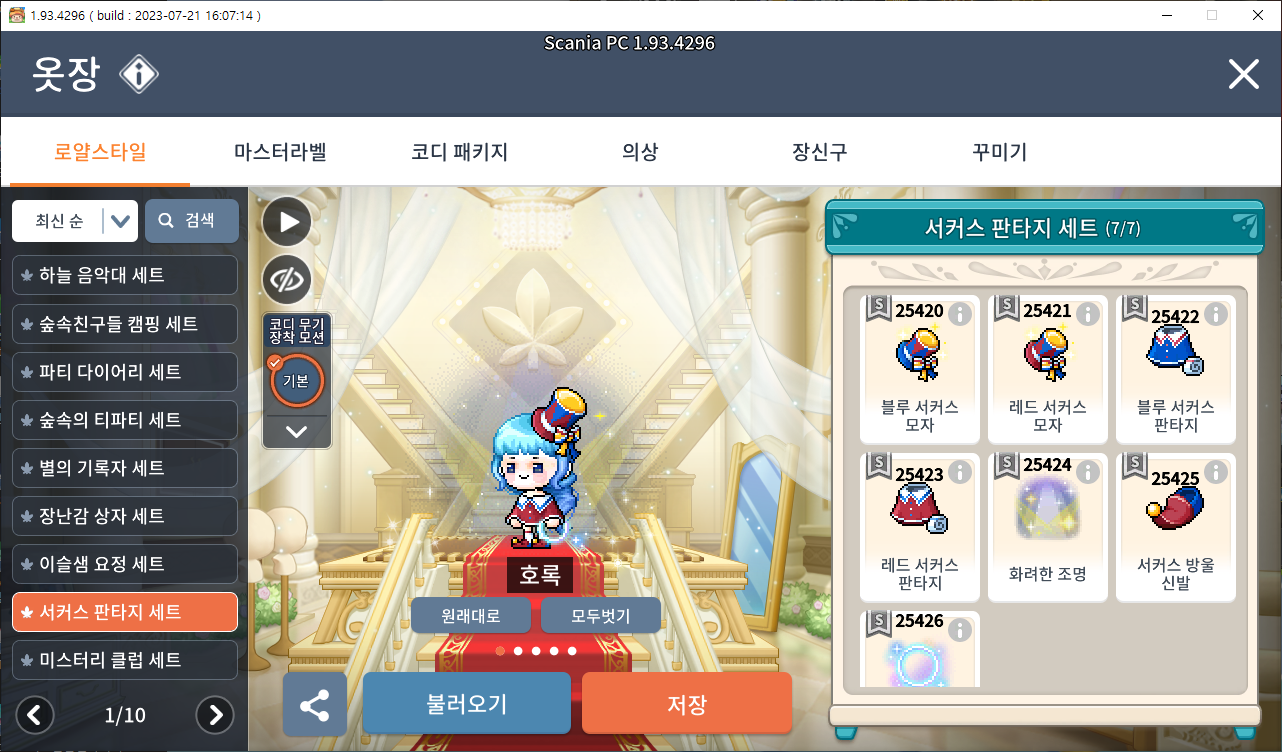 1.93.4296 ( build : 2023-07-21 16:07:14 )
Scania PC 1.93.4296
옷장
로얄스타일
마스터라벨
코디 패키지
의상
장신구
꾸미기
최신 순
검색
하늘 음악대 세트
숲속친구들 캠핑 세트
파티 다이어리 세트
숲속의 티파티 세트
별의 기록자 세트
장난감 상자 세트
이슬샘 요정 세트
서커스 판타지 세트
미스터리 클럽 세트
1/10
코디 무기
장착 모션
기본
호록
원래대로
모두벗기
불러오기
저장
서커스 판타지 세트 (7/7)
S
25420
블루 서커스
모자
S
25421
레드 서커스
모자
S
25422
블루 서커스
판타지
S
25423
레드 서커스
판타지
S
25424
화려한 조명
S
25425
서커스 방울
신발
S
25426